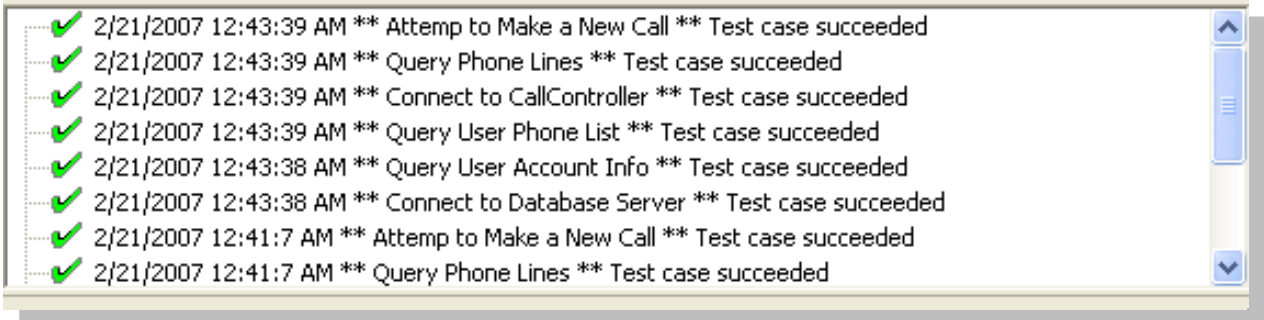 2/21/2007 12:43:39 AM ** Attemp to Make a New Call ** Test case succeeded
2/21/2007 12:43:39 AM ** Query Phone Lines ** Test case succeeded
2/21/2007 12:43:39 AM ** Connect to CallController ** Test case succeeded
2/21/2007 12:43:39 AM ** Query User Phone List ** Test case succeeded
2/21/2007 12:43:38 AM ** Query User Account Info ** Test case succeeded
2/21/2007 12:43:38 AM ** Connect to Database Server ** Test case succeeded
2/21/2007 12:41:7 AM ** Attemp to Make a New Call ** Test case succeeded
2/21/2007 12:41:7 AM ** Query Phone Lines ** Test case succeeded